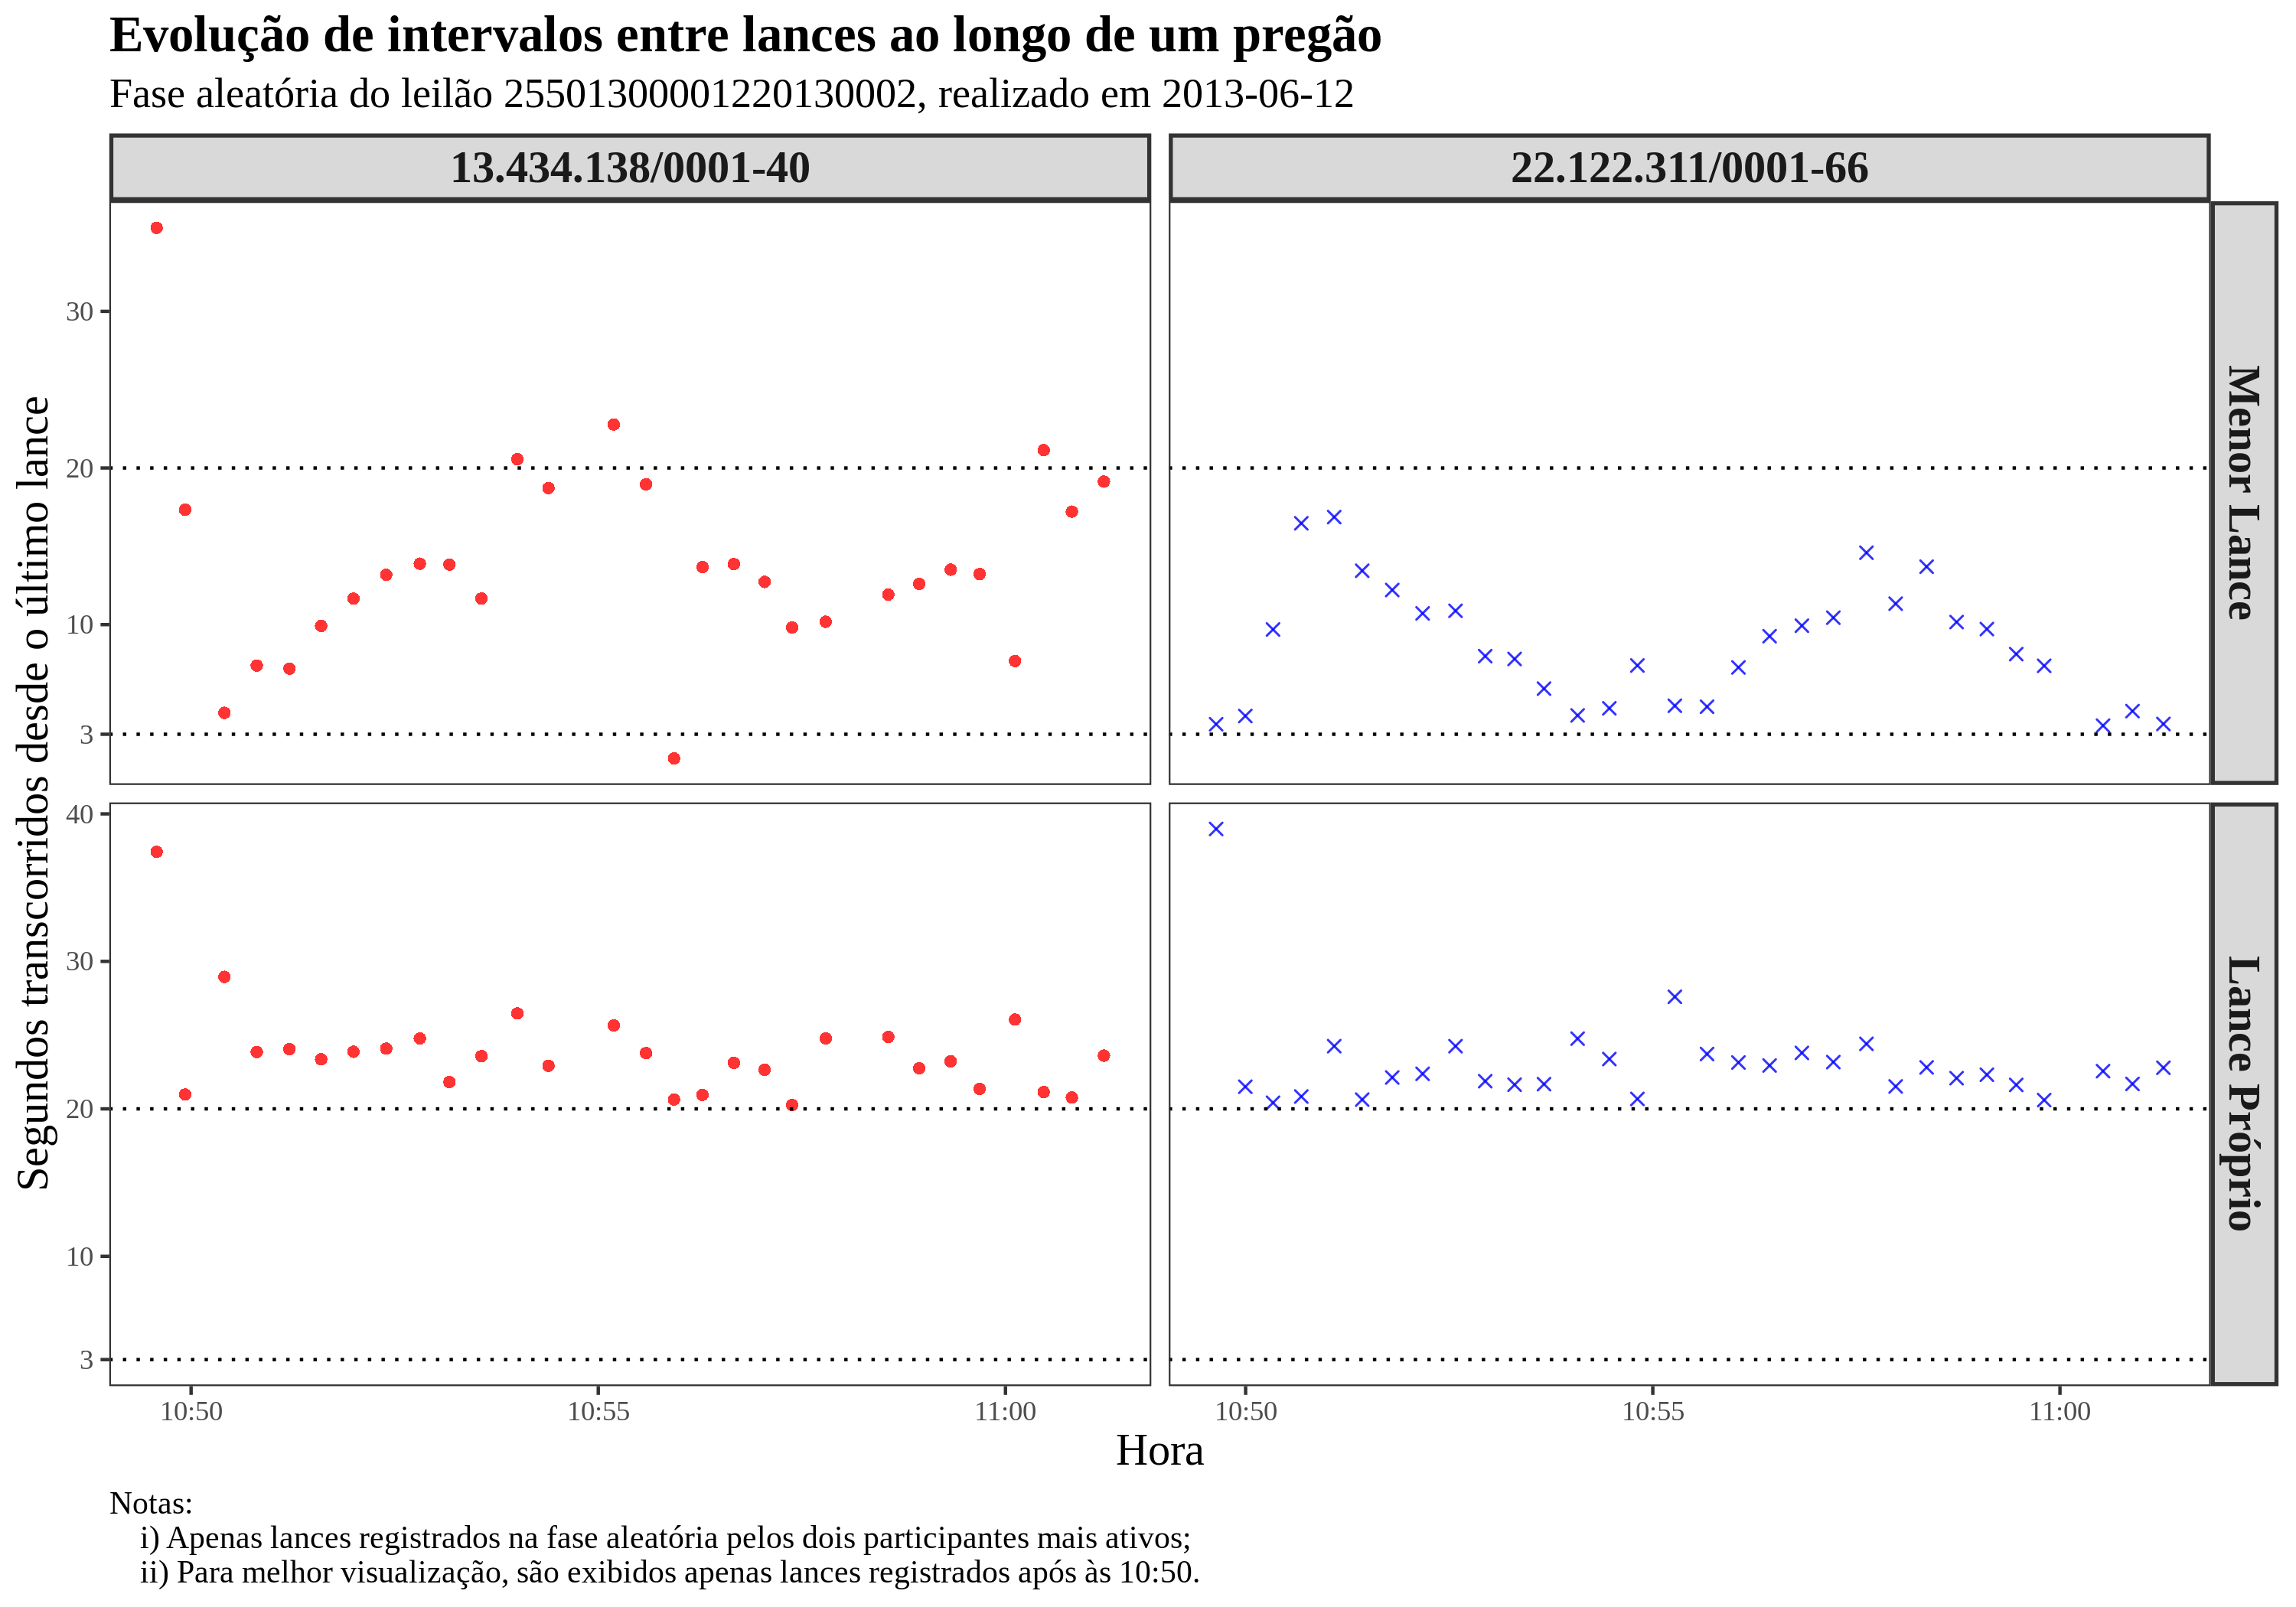 Evolução de intervalos entre lances ao longo de um pregão
Fase aleatória do leilão 25501300001220130002, realizado em 2013-06-12
13.434.138/0001-40
22.122.311/0001-66
Segundos transcorridos desde o último lance
30
20
10
3
Menor Lance
40
30
20
10
3
Lance Próprio
10:50
10:55
11:00
10:50
10:55
11:00
Hora
Notas:
i) Apenas lances registrados na fase aleatória pelos dois participantes mais ativos;
ii) Para melhor visualização, são exibidos apenas lances registrados após às 10:50.